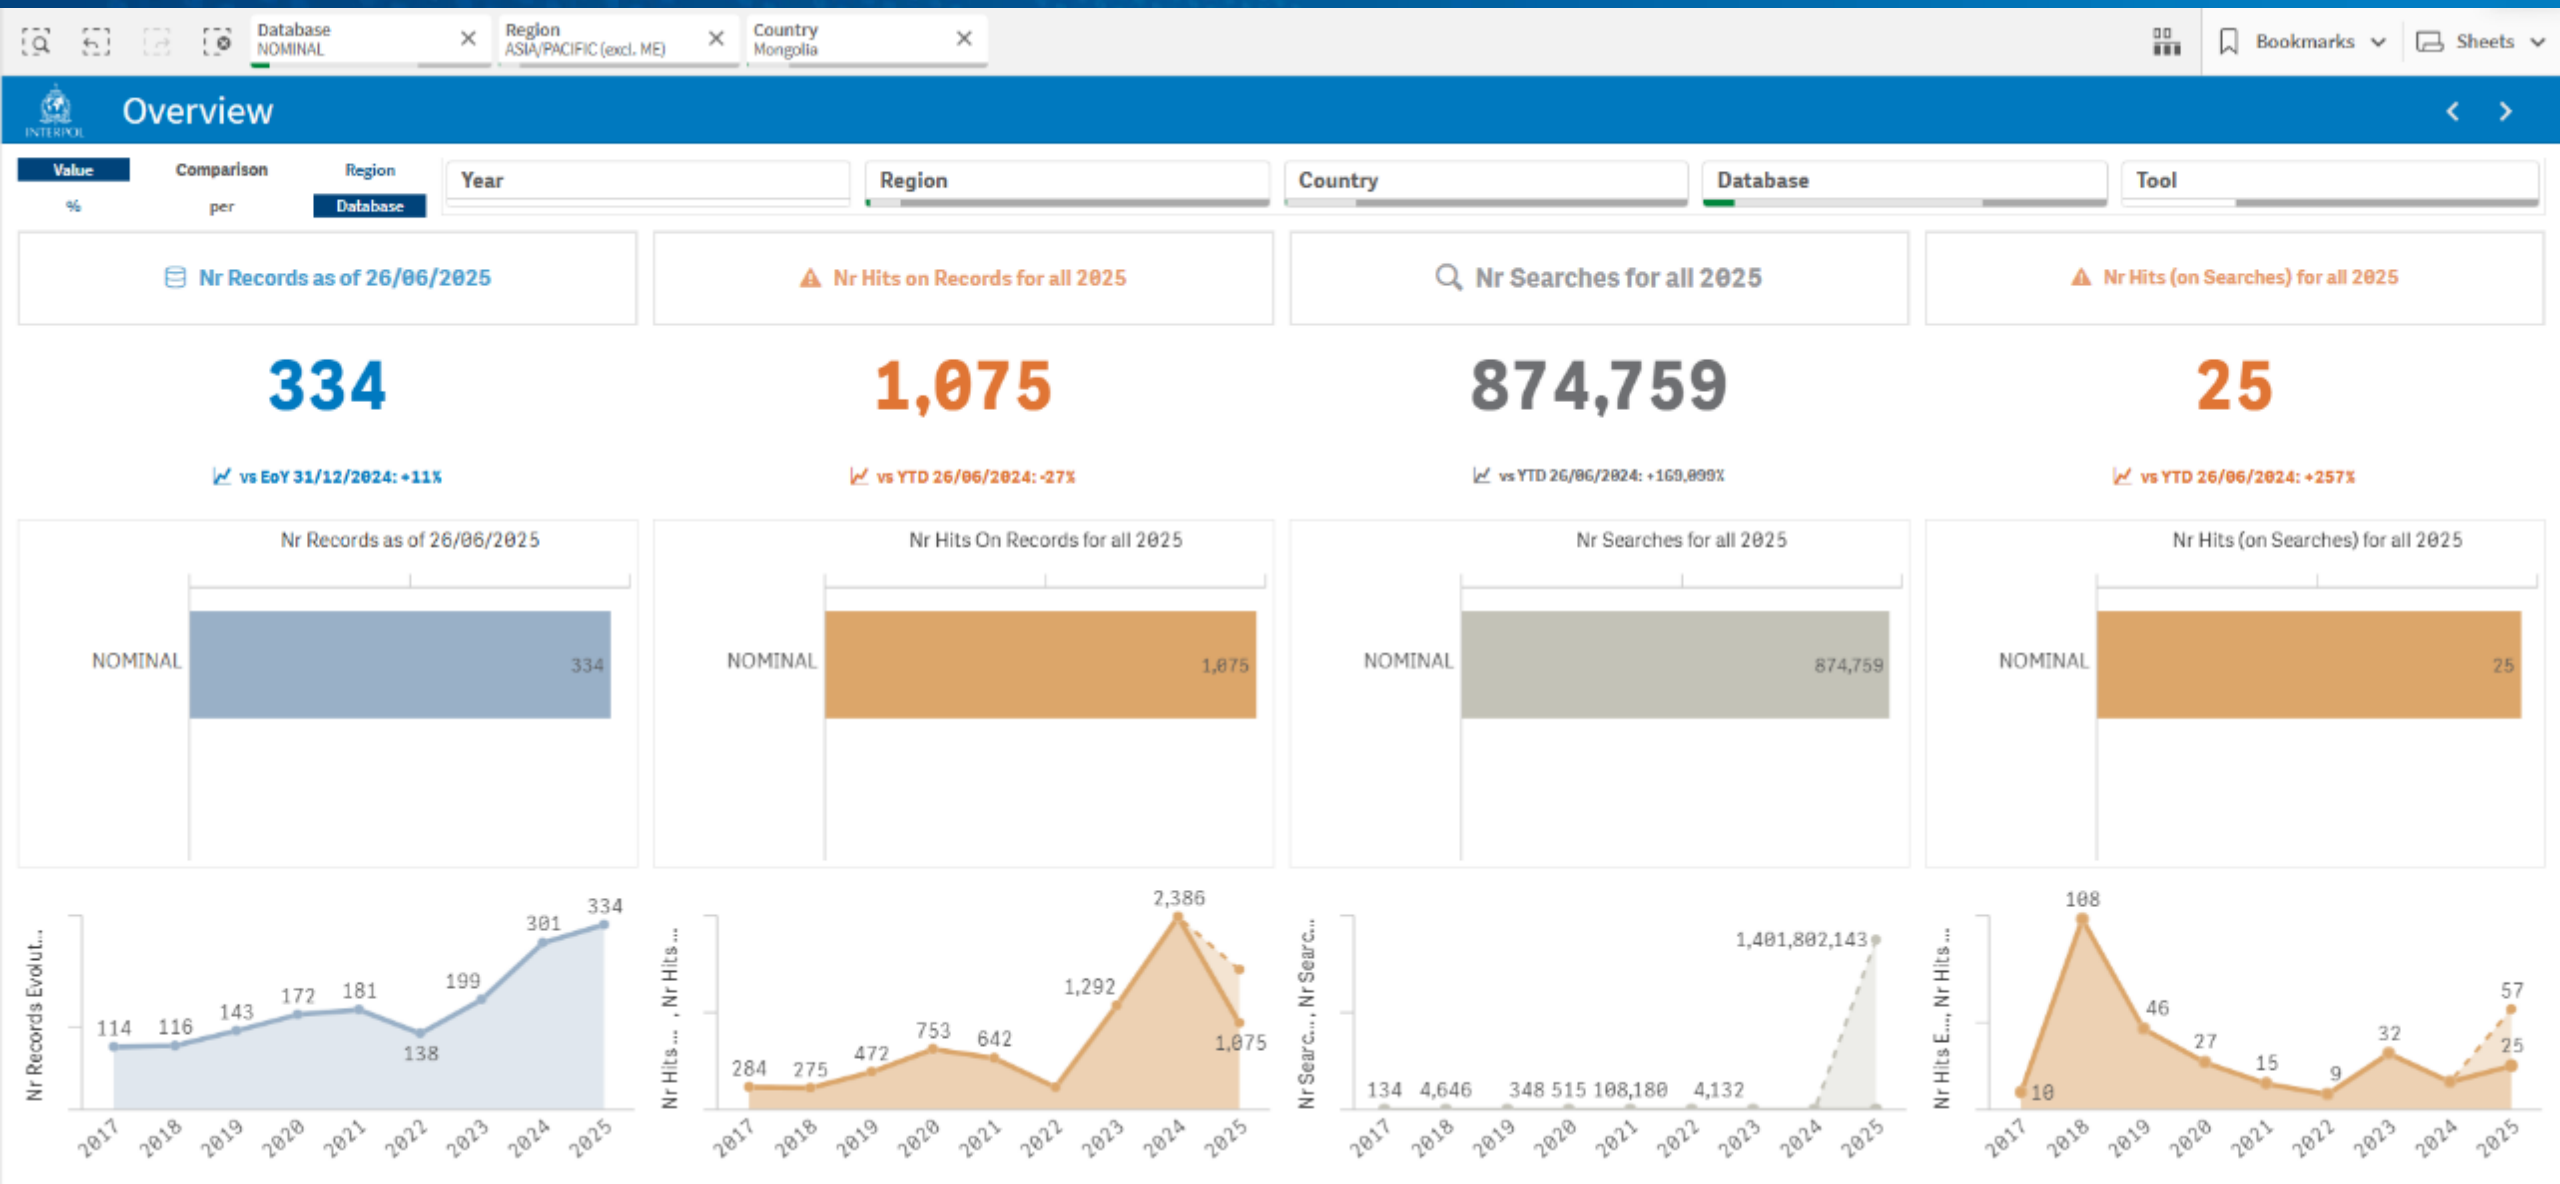 Database
NOMINAL
Region
ASIA/PACIFIC (excl. ME)
Country
Mongolia
Bookmarks
Sheets
INTERPOL
Overview
Value
%
Comparison
per
Region
Database
Year
Region
Country
Database
Tool
Nr Records as of 26/06/2025
Nr Hits on Records for all 2025
Nr Searches for all 2025
Nr Hits (on Searches) for all 2025
334
1,075
874,759
25
vs EoY 31/12/2024: +11%
vs YTD 26/06/2024: -27%
vs YTD 26/06/2024: +169,099%
vs YTD 26/06/2024: +257%
Nr Records as of 26/06/2025
NOMINAL
334
Nr Hits On Records for all 2025
NOMINAL
1,075
Nr Searches for all 2025
NOMINAL
874,759
Nr Hits (on Searches) for all 2025
NOMINAL
25
Nr Records Evolut...
114 116 143 172 181 138 199 301 334
2017 2018 2019 2020 2021 2022 2023 2024 2025
Nr Hits ... , Nr Hits ...
284 275 472 753 642 1,292 2,386 1,075
2017 2018 2019 2020 2021 2022 2023 2024 2025
Nr Searc..., Nr Searc...
134 4,646 348 515 108,180 4,132 1,401,802,143
2017 2018 2019 2020 2021 2022 2023 2024 2025
Nr Hits E..., Nr Hits ...
10 108 46 27 15 9 32 57 25
2017 2018 2019 2020 2021 2022 2023 2024 2025